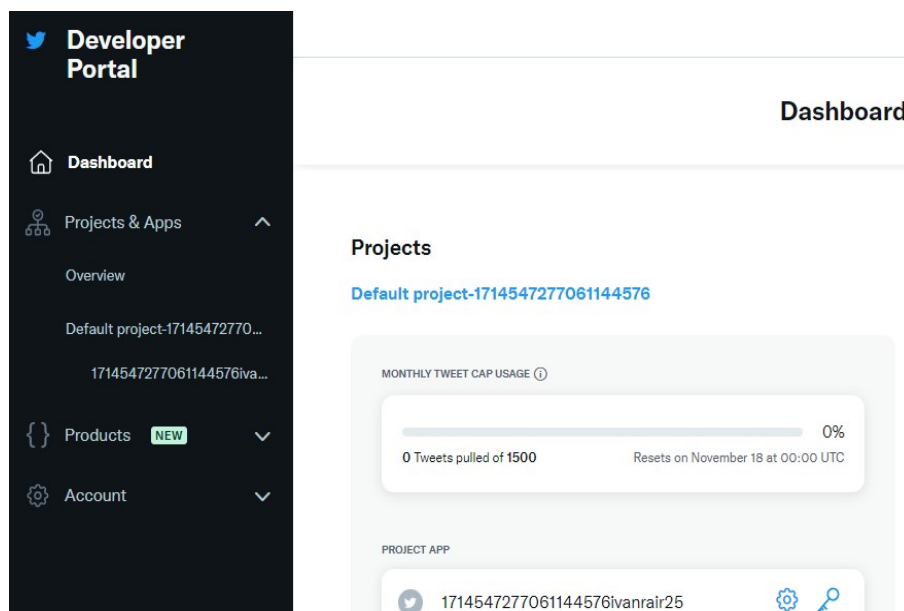 Developer
Portal
Dashboard
Dashboard
Projects & Apps
Overview
Default project-17145472770...
1714547277061144576iva...
Products NEW
Account
Projects
Default project-1714547277061144576
MONTHLY TWEET CAP USAGE
0%
0 Tweets pulled of 1500 Resets on November 18 at 00:00 UTC
PROJECT APP
1714547277061144576ivanrair25